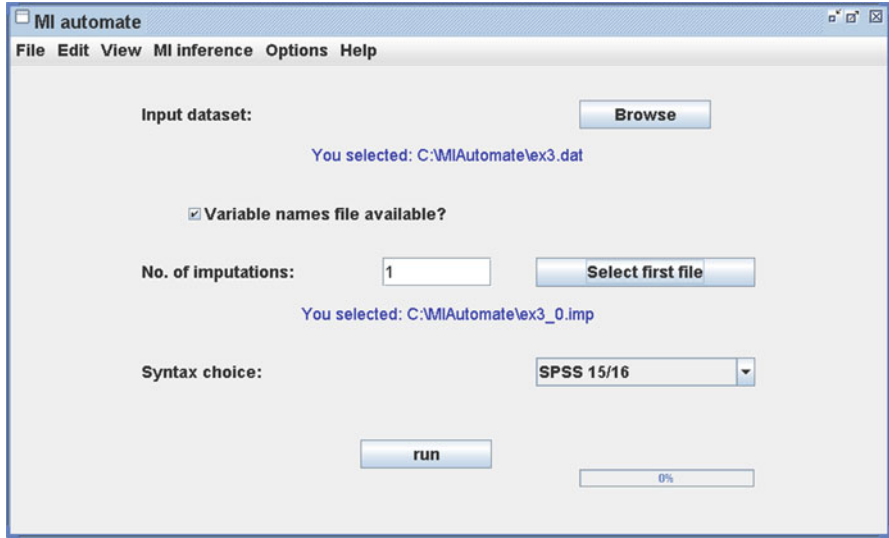 MI automate
File Edit View MI inference Options Help
Input dataset: Browse
You selected: C:\MIAutomate\ex3.dat
Variable names file available?
No. of imputations: 1 Select first file
You selected: C:\MIAutomate\ex3_0.imp
Syntax choice: SPSS 15/16
run
0%